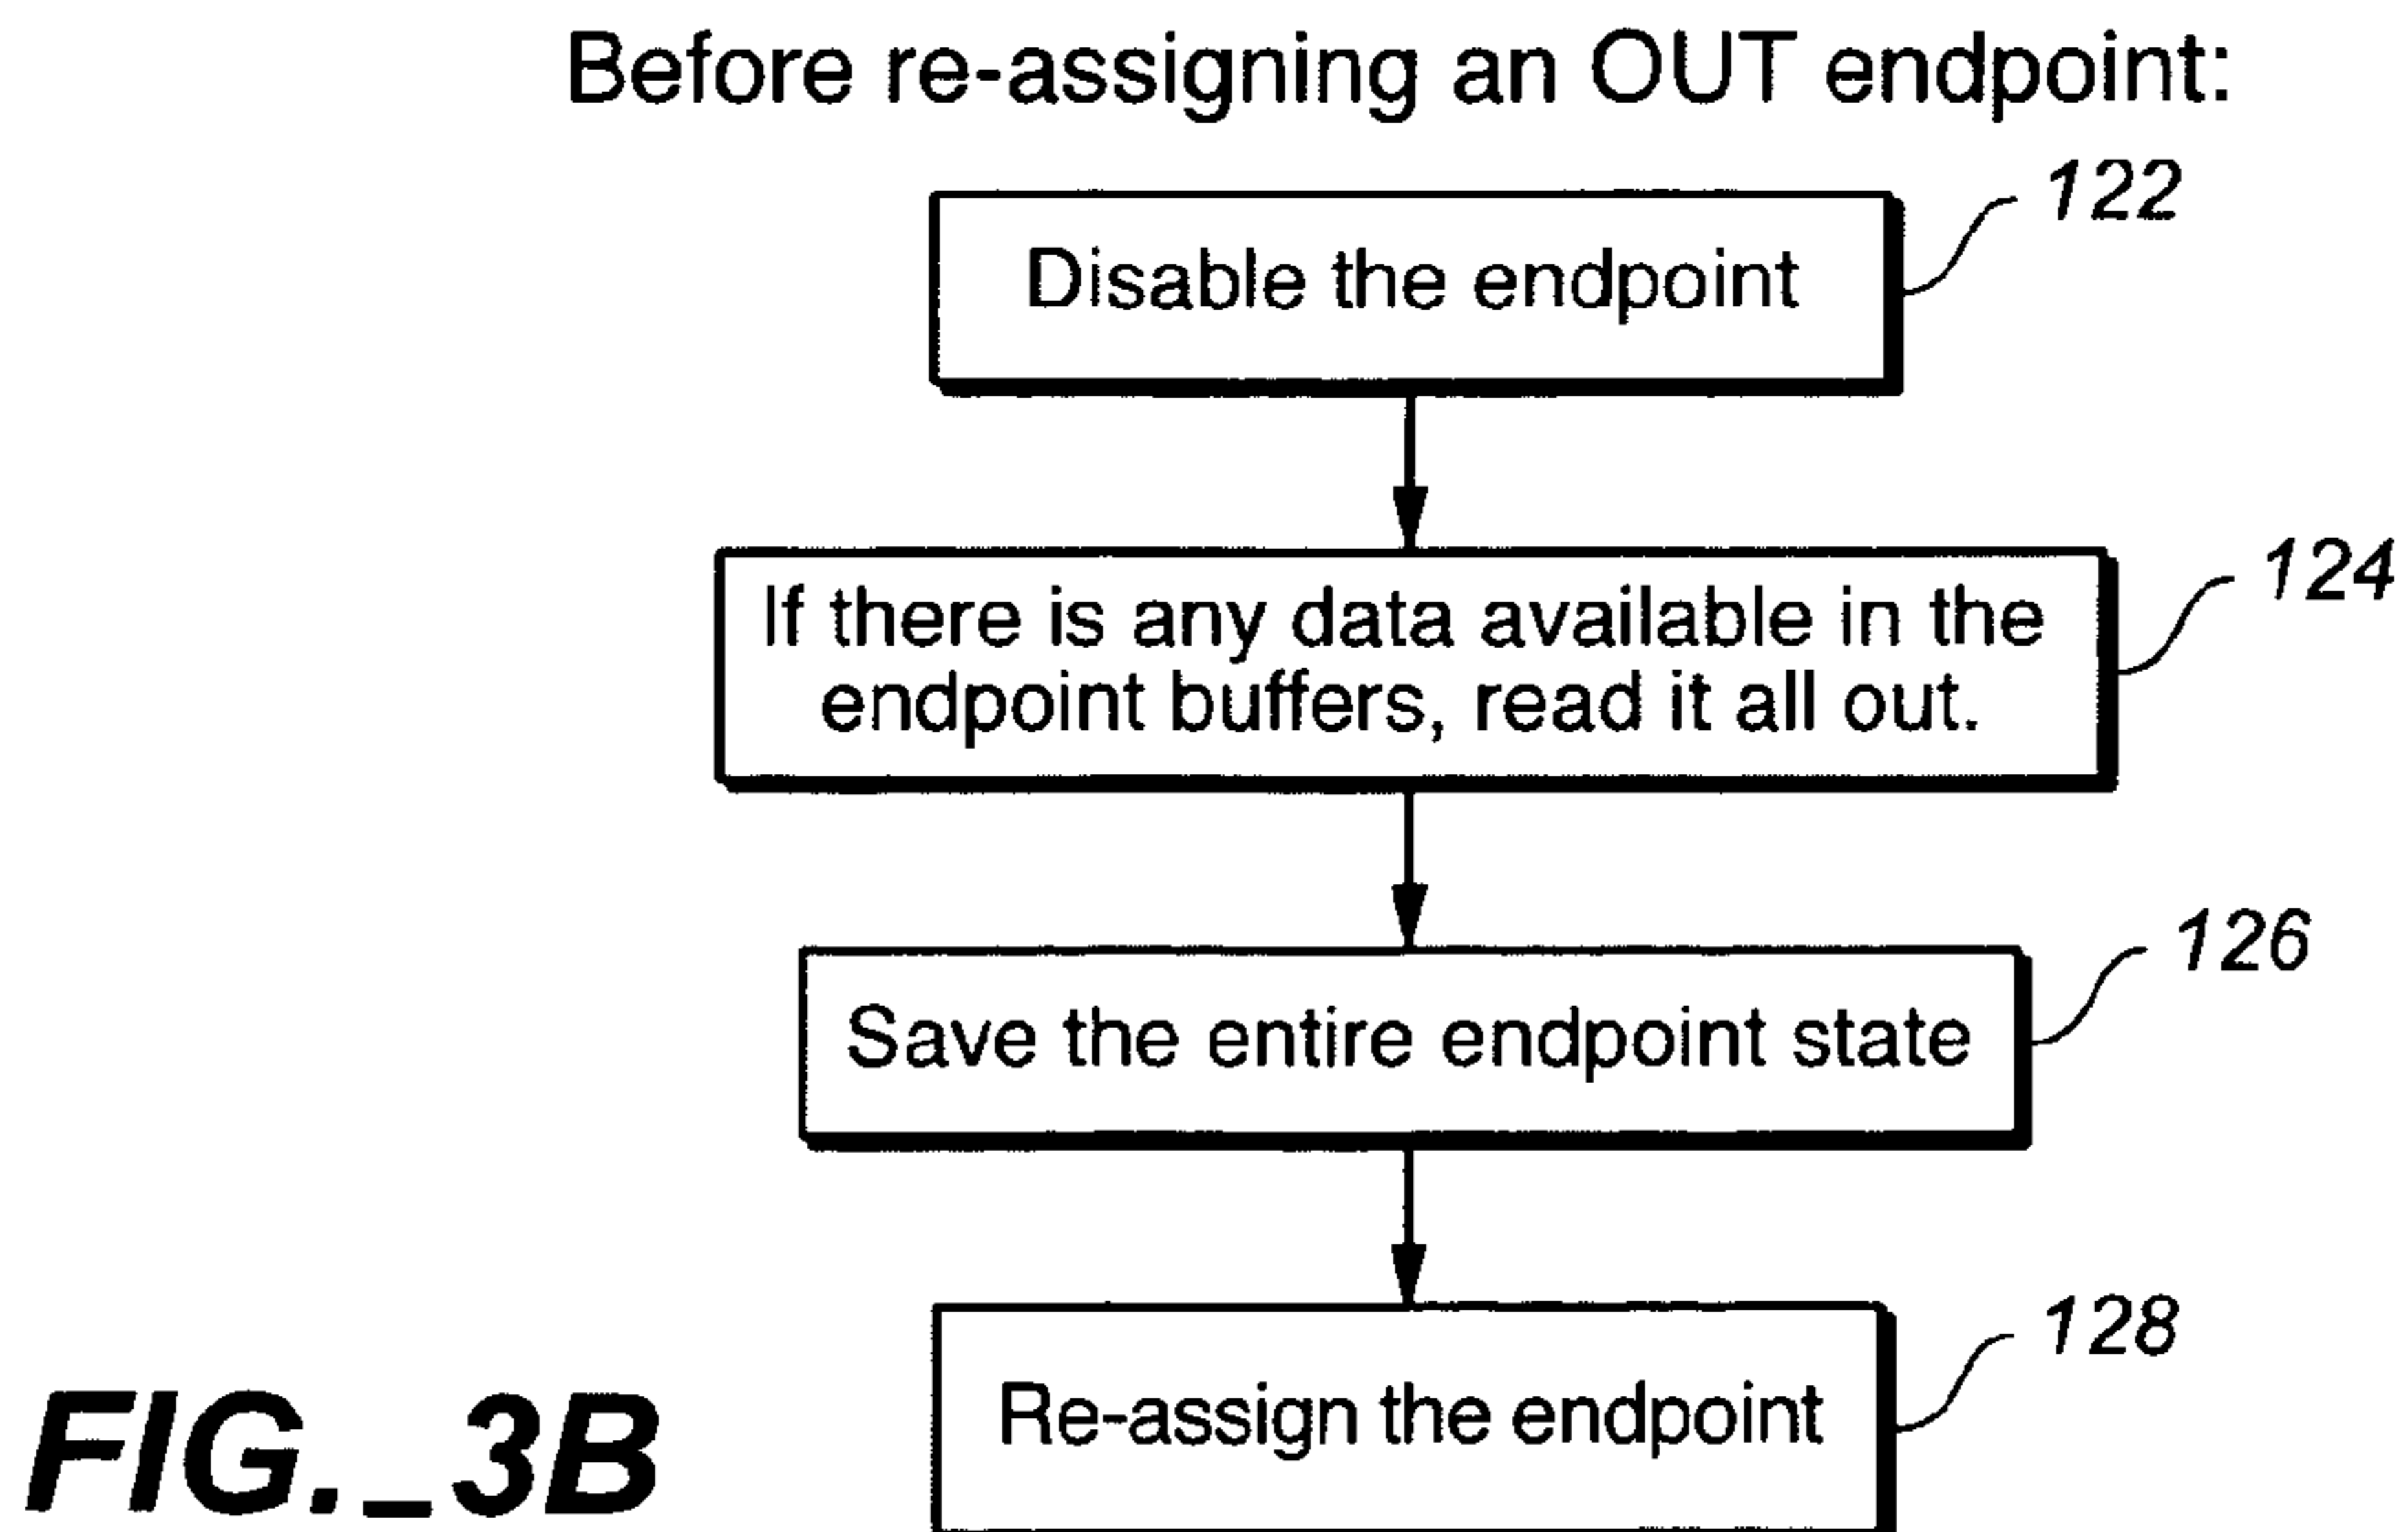 Before re-assigning an OUT endpoint:
122
Disable the endpoint
124
If there is any data available in the
endpoint buffers, read it all out.
126
Save the entire endpoint state
128
Re-assign the endpoint
FIG._3B